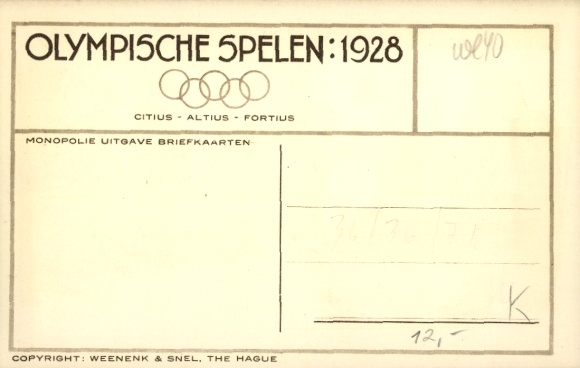 OLYMPISCHE SPELEN: 1928
CITIUS - ALTIUS - FORTIUS
MONOPOLIE UITGAVE BRIEFKAARTEN
K
12,-
COPYRIGHT: WEENENK & SNEL, THE HAGUE